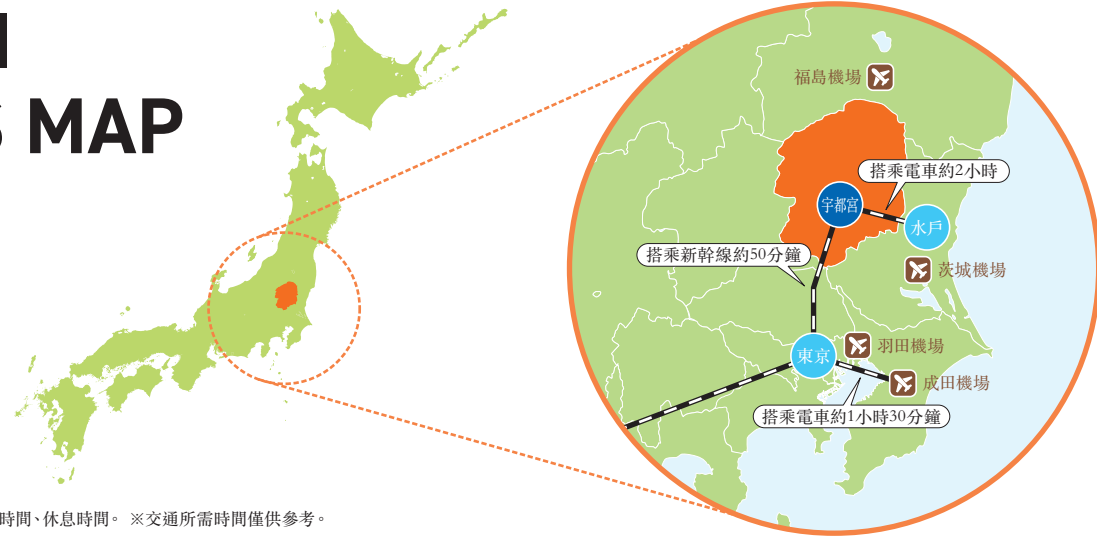 MAP
福島機場
搭乘電車約2小時
宇都宮
水戶
搭乘新幹線約50分鐘
茨城機場
羽田機場
東京
成田機場
搭乘電車約1小時30分鐘
時間、休息時間。 ※交通所需時間僅供參考。